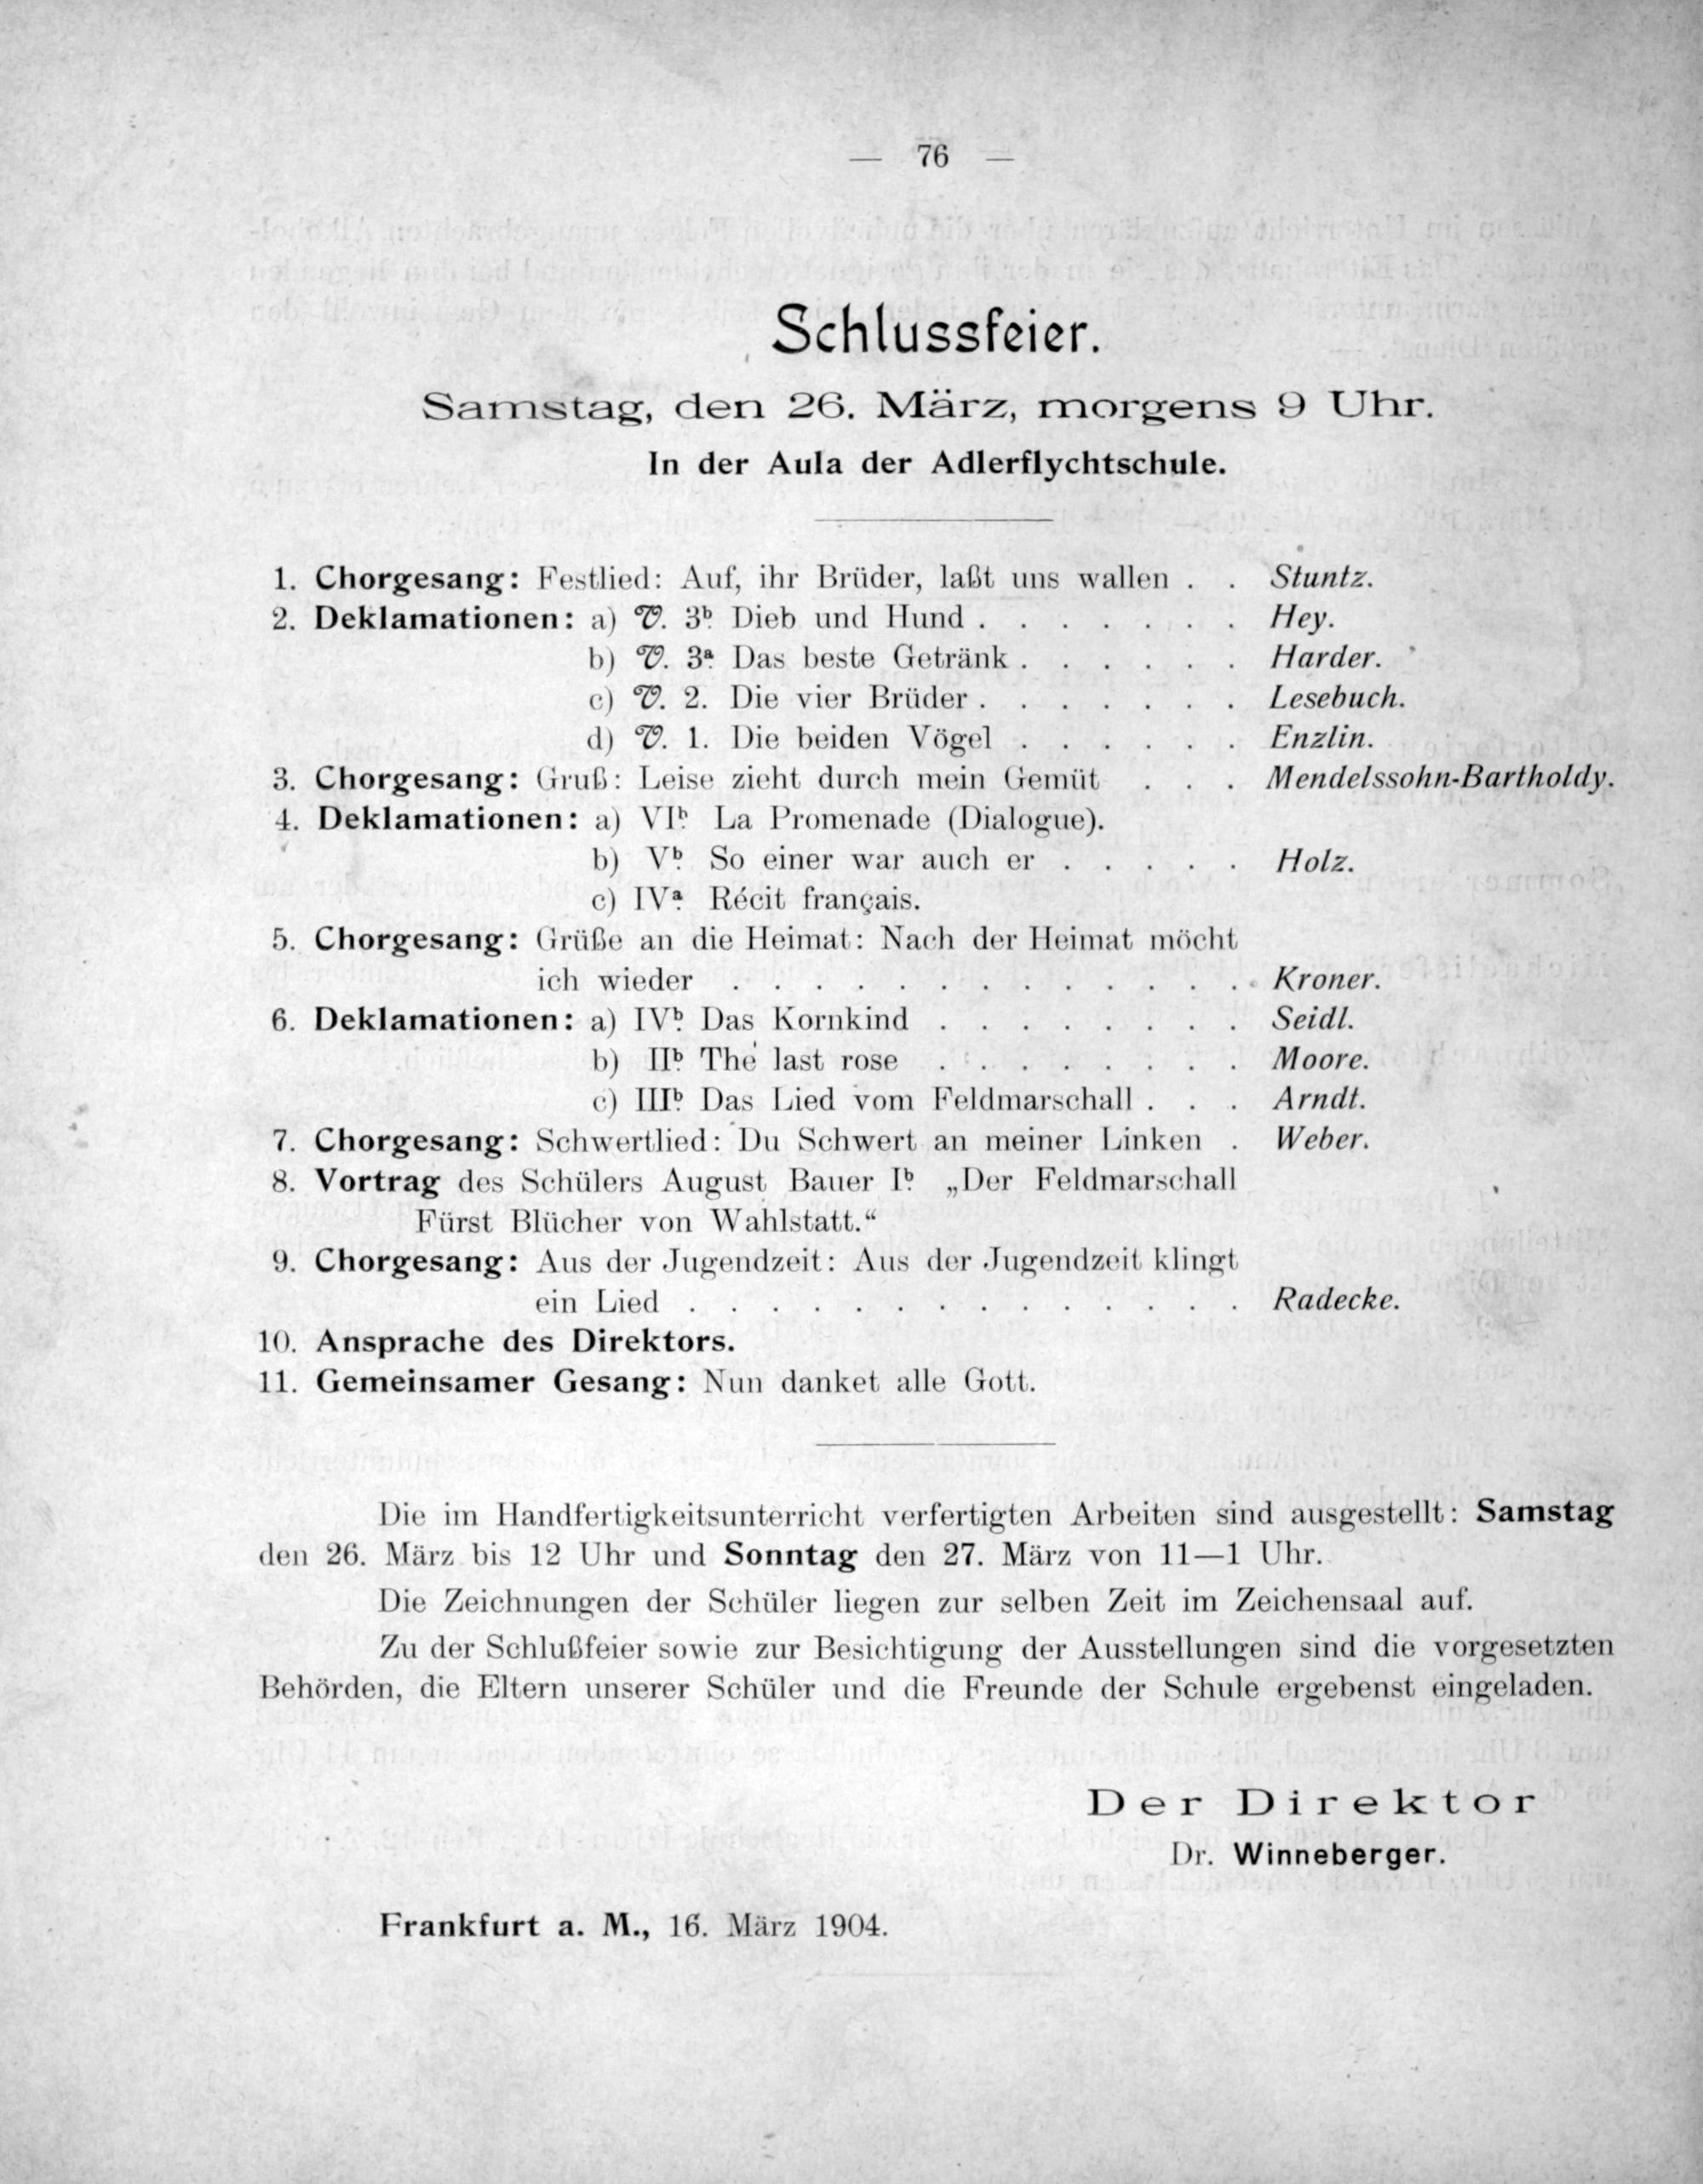 — 76 —
Schlussfeier.
Samstag, den 26. März, morgens 9 Uhr.
In der Aula der Adlerflychtschule.
1. Chorgesang: Festlied: Auf, ihr Brüder, laßt uns wallen . . Stuntz.
2. Deklamationen: a) V. 3b. Dieb und Hund . . . . . . . Hey.
b) V. 3a. Das beste Getränk . . . . . . Harder.
c) V. 2. Die vier Brüder . . . . . . . Lesebuch.
d) V. 1. Die beiden Vögel . . . . . . Enzlin.
3. Chorgesang: Gruß: Leise zieht durch mein Gemüt . . . Mendelssohn-Bartholdy.
4. Deklamationen: a) VIb. La Promenade (Dialogue).
b) Vb. So einer war auch er . . . . . Holz.
c) IVa. Récit français.
5. Chorgesang: Grüße an die Heimat: Nach der Heimat möcht
ich wieder . . . . . . . . . . . . . Kroner.
6. Deklamationen: a) IVb. Das Kornkind . . . . . . . . Seidl.
b) IIb. The last rose . . . . . . . . Moore.
c) IIIb. Das Lied vom Feldmarschall . . . Arndt.
7. Chorgesang: Schwertlied: Du Schwert an meiner Linken . Weber.
8. Vortrag des Schülers August Bauer Ib. „Der Feldmarschall
Fürst Blücher von Wahlstatt.“
9. Chorgesang: Aus der Jugendzeit: Aus der Jugendzeit klingt
ein Lied . . . . . . . . . . . . . . Radecke.
10. Ansprache des Direktors.
11. Gemeinsamer Gesang: Nun danket alle Gott.
Die im Handfertigkeitsunterricht verfertigten Arbeiten sind ausgestellt: Samstag
den 26. März bis 12 Uhr und Sonntag den 27. März von 11—1 Uhr.
Die Zeichnungen der Schüler liegen zur selben Zeit im Zeichensaal auf.
Zu der Schlußfeier sowie zur Besichtigung der Ausstellungen sind die vorgesetzten
Behörden, die Eltern unserer Schüler und die Freunde der Schule ergebenst eingeladen.
Der Direktor
Dr. Winneberger.
Frankfurt a. M., 16. März 1904.